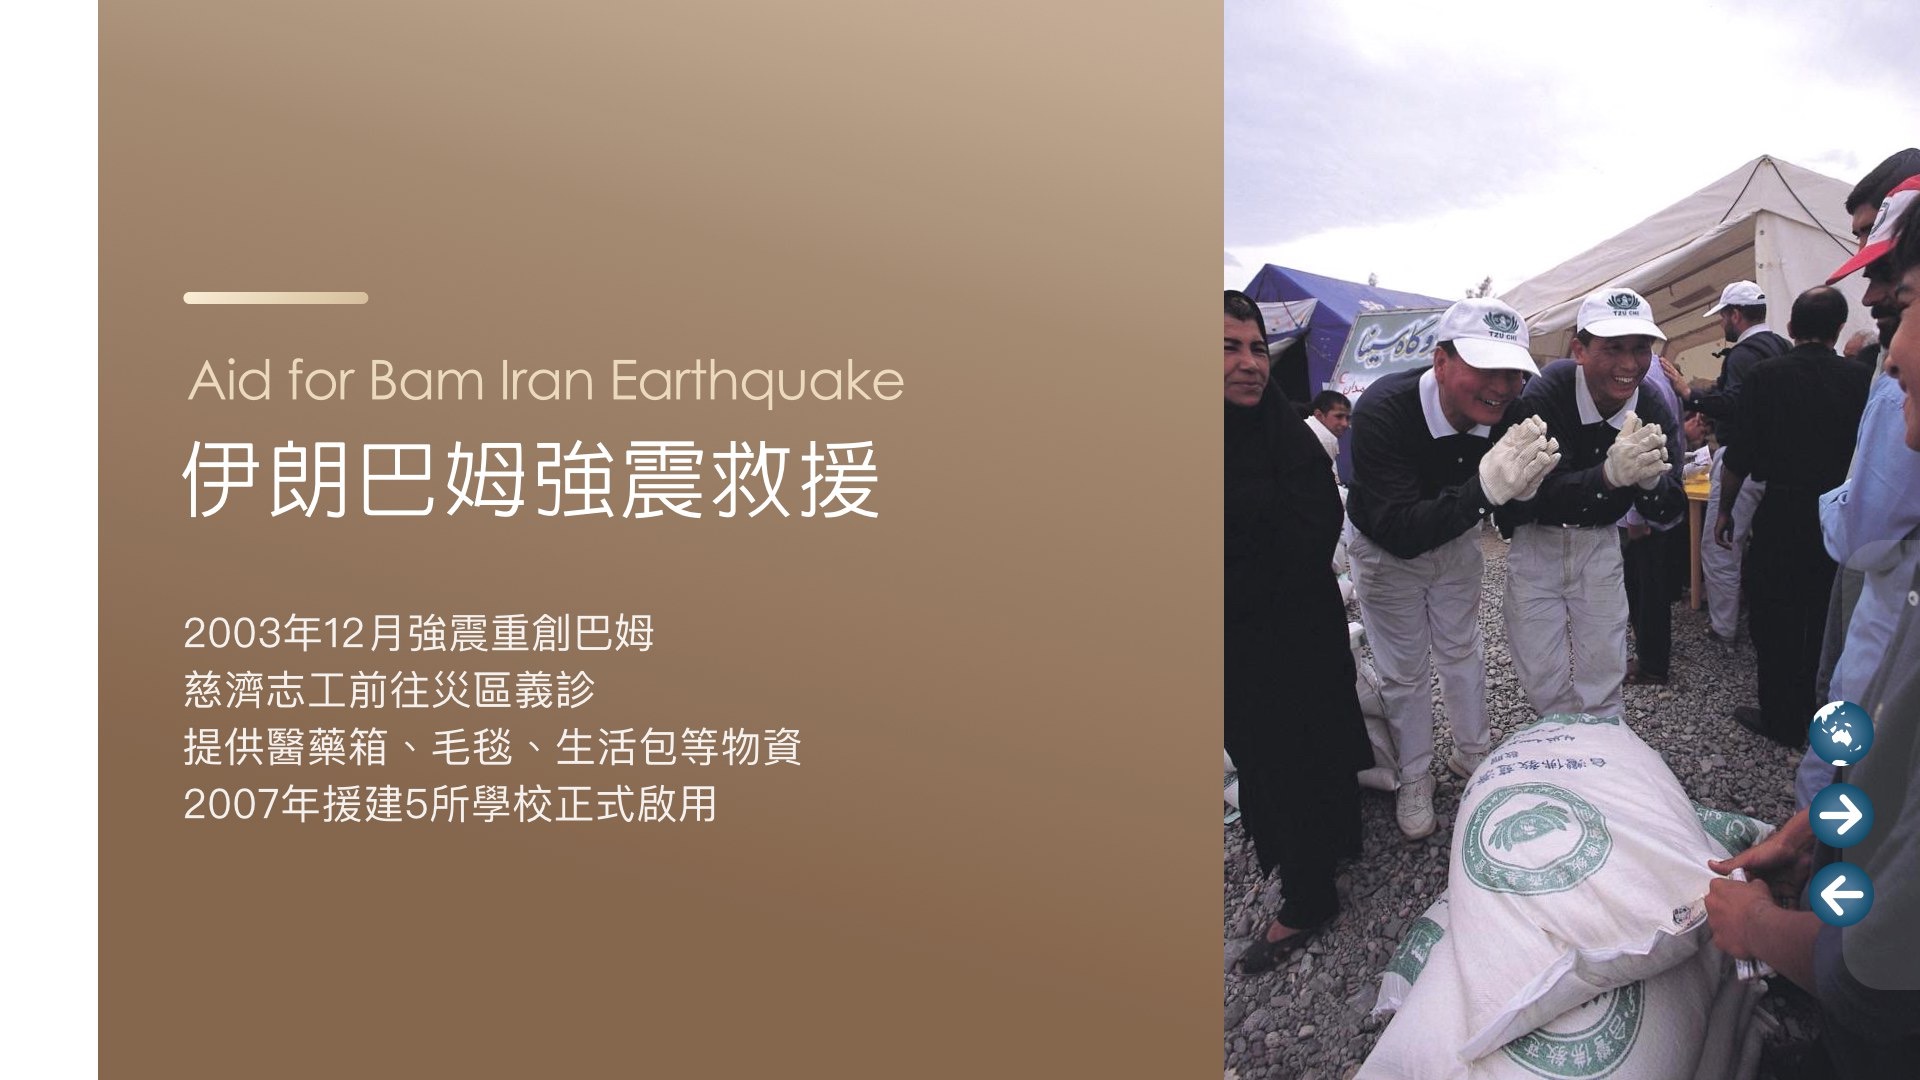 Aid for Bam Iran Earthquake
伊朗巴姆強震救援
2003年12月強震重創巴姆
慈濟志工前往災區義診
提供醫藥箱、毛毯、生活包等物資
2007年援建5所學校正式啟用
TZU CHI
TZU CHI